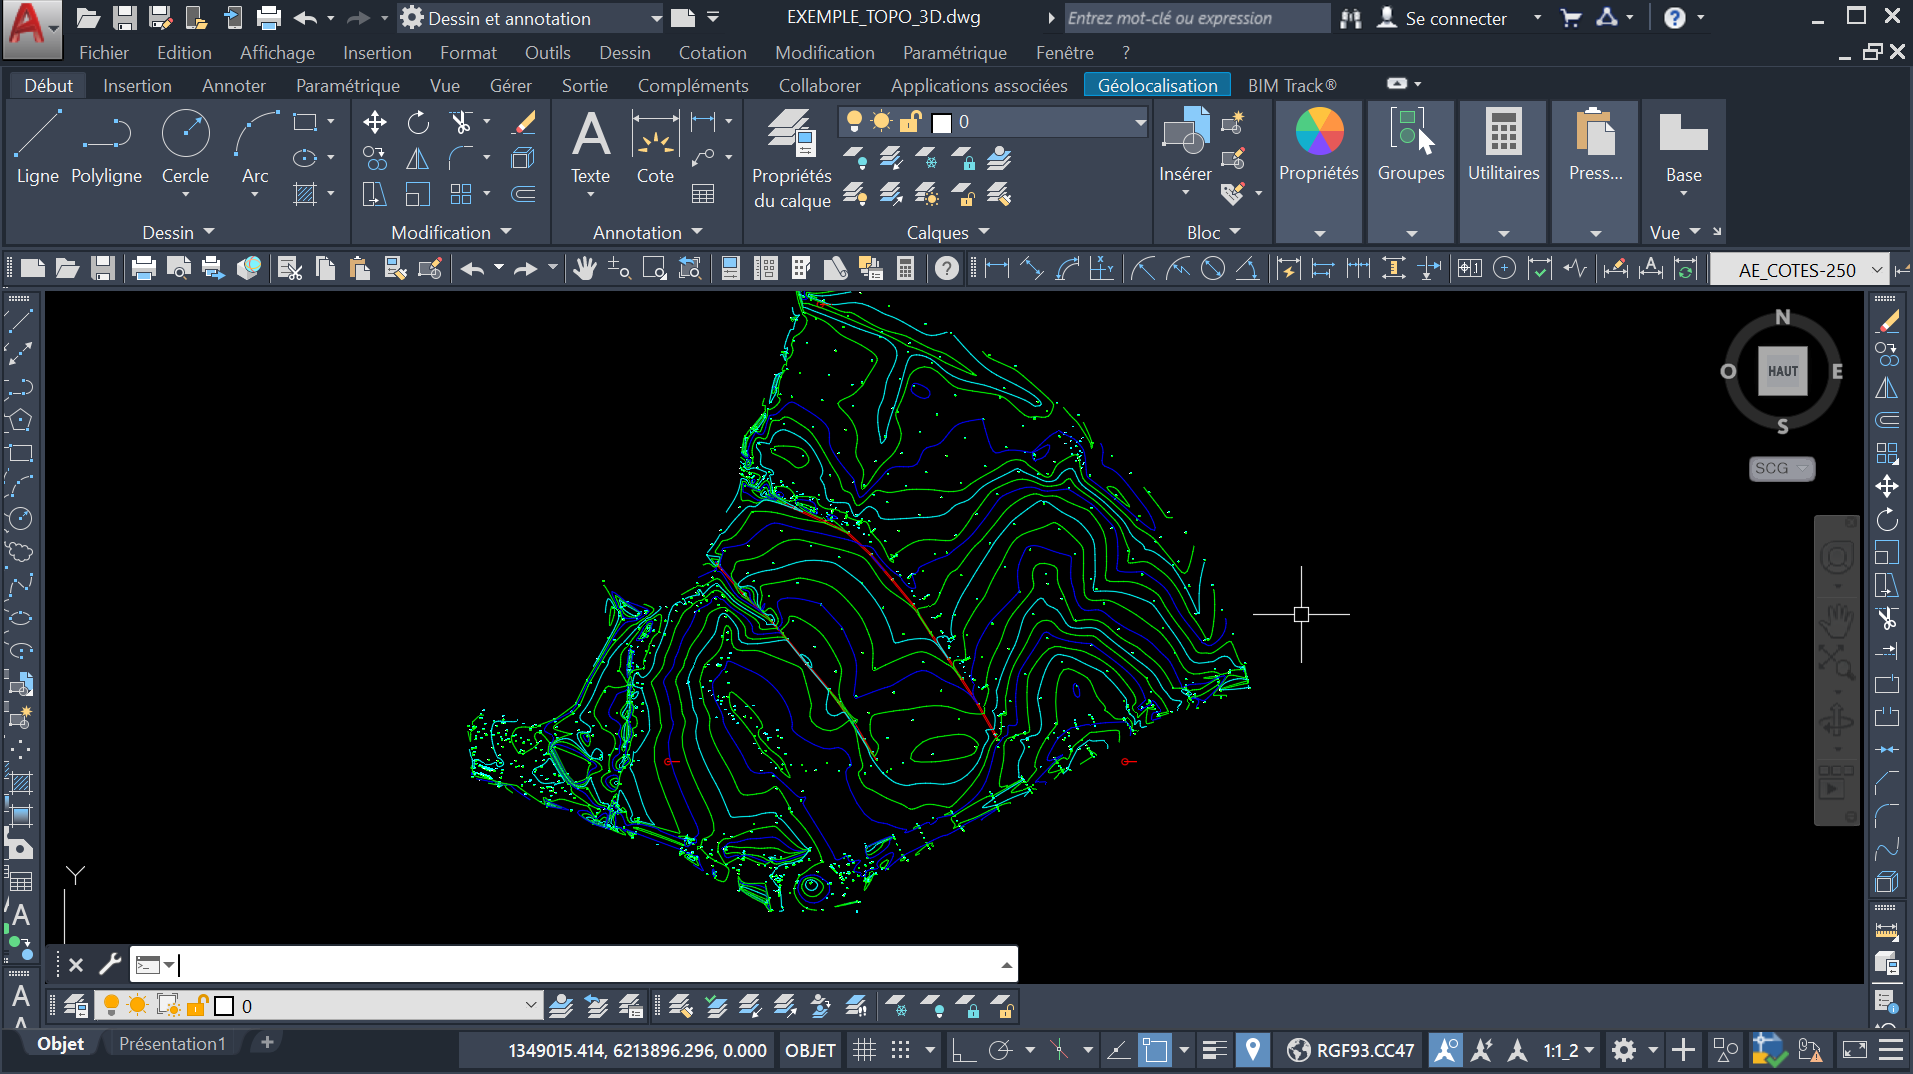 Dessin et annotation
EXEMPLE_TOPO_3D.dwg
Entrez mot-clé ou expression
Se connecter
Fichier Edition Affichage Insertion Format Outils Dessin Cotation Modification Paramétrique Fenêtre ?
Début Insertion Annoter Paramétrique Vue Gérer Sortie Compléments Collaborer Applications associées Géolocalisation BIM Track®
0
Ligne Polyligne Cercle Arc
Texte Cote
Propriétés
du calque
Insérer
Propriétés Groupes Utilitaires Press... Base
Dessin Modification Annotation Calques Bloc Vue
AE_COTES-250
N
O HAUT E
S
SCG
Y
0
Objet Présentation1 +
1349015.414, 6213896.296, 0.000 OBJET
RGF93.CC47
1:1_2